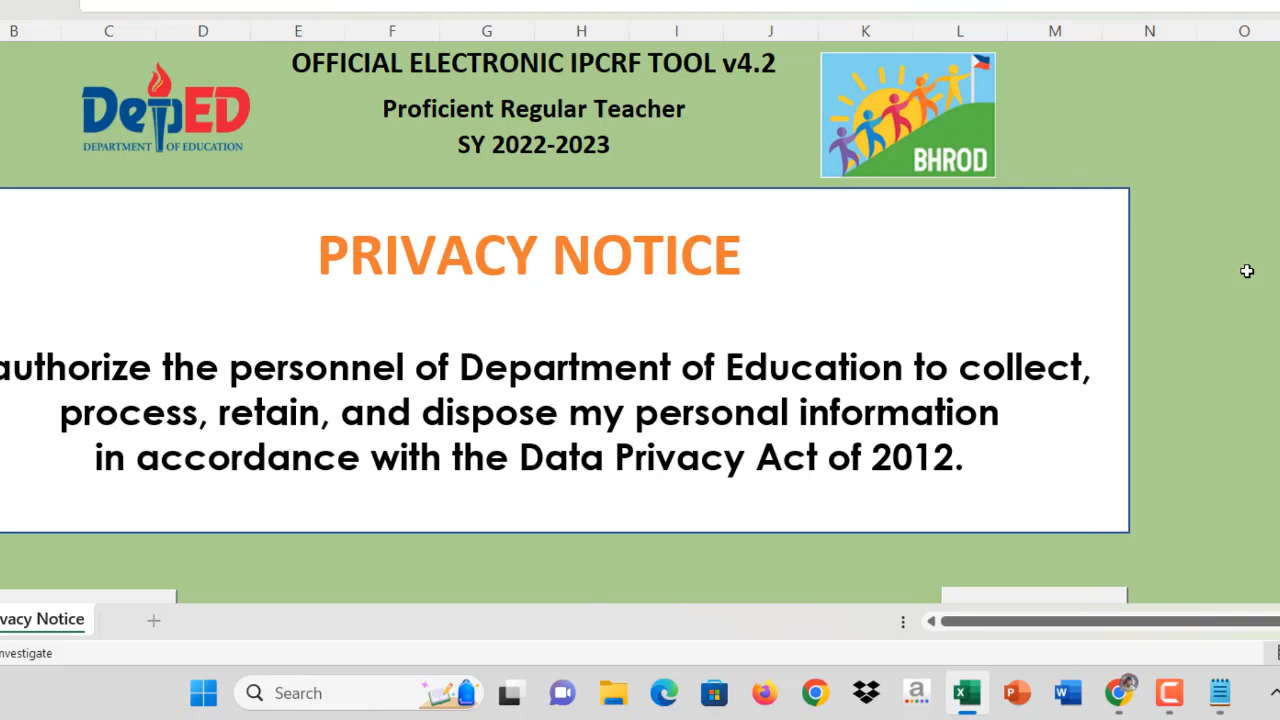 B C D E F G H I J K L M N O
OFFICIAL ELECTRONIC IPCRF TOOL v4.2
DepED
DEPARTMENT OF EDUCATION
Proficient Regular Teacher
SY 2022-2023
BHROD
PRIVACY NOTICE
authorize the personnel of Department of Education to collect,
process, retain, and dispose my personal information
in accordance with the Data Privacy Act of 2012.
vacy Notice
nvestigate
Search